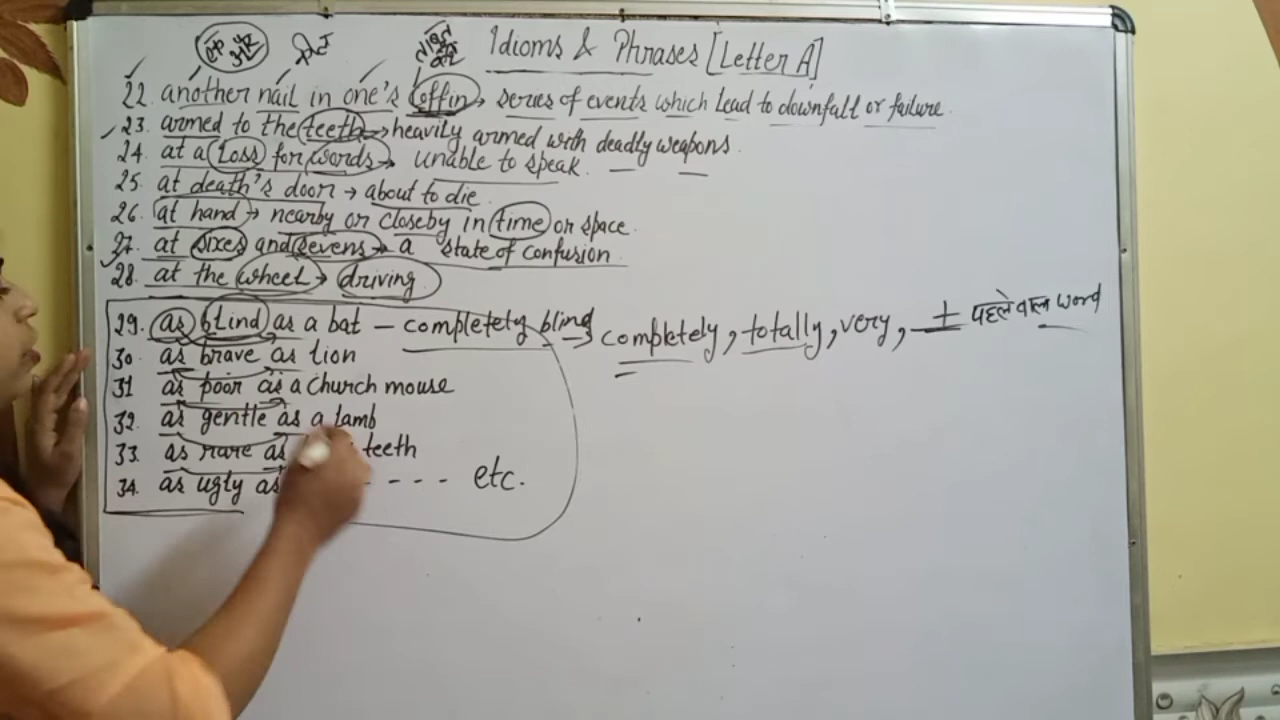 एक और कील ताबूत में
Idioms & Phrases [Letter A]
22. another nail in one's coffin → series of events which lead to downfall or failure.
23. armed to the teeth → heavily armed with deadly weapons.
24. at a loss for words → unable to speak.
25. at death's door → about to die.
26. at hand → nearby or closeby in time or space.
27. at sixes and sevens → a state of confusion
28. at the wheel → driving.
29. as blind as a bat – completely blind → completely, totally, very, + पहले वाला word
30. as brave as lion
31 as poor as a church mouse
32. as gentle as a lamb
33. as rare as teeth
34. as ugly as - - - - etc.